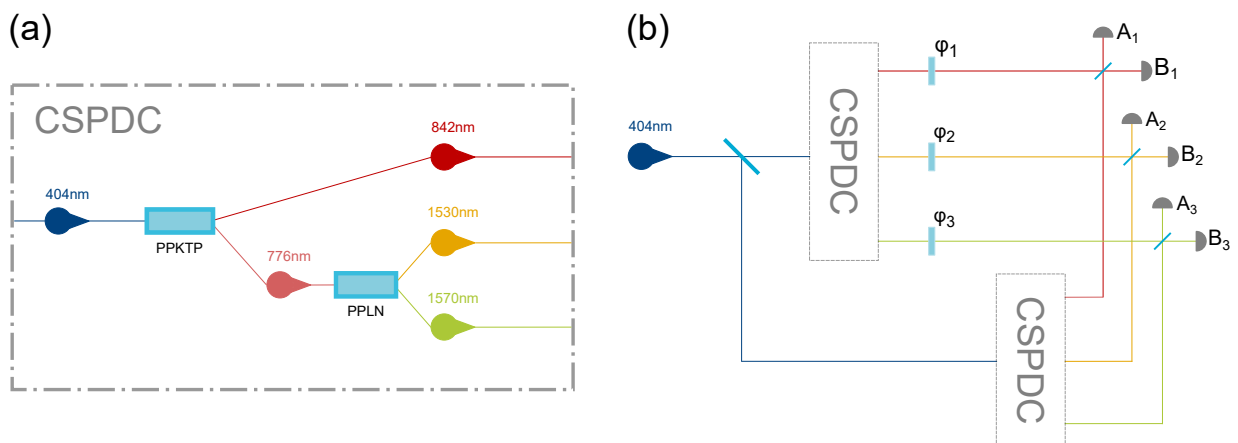 (a)
CSPDC
404nm
PPKTP
842nm
776nm
PPLN
1530nm
1570nm
(b)
404nm
CSPDC
φ1
φ2
φ3
A1
B1
A2
B2
A3
B3
CSPDC